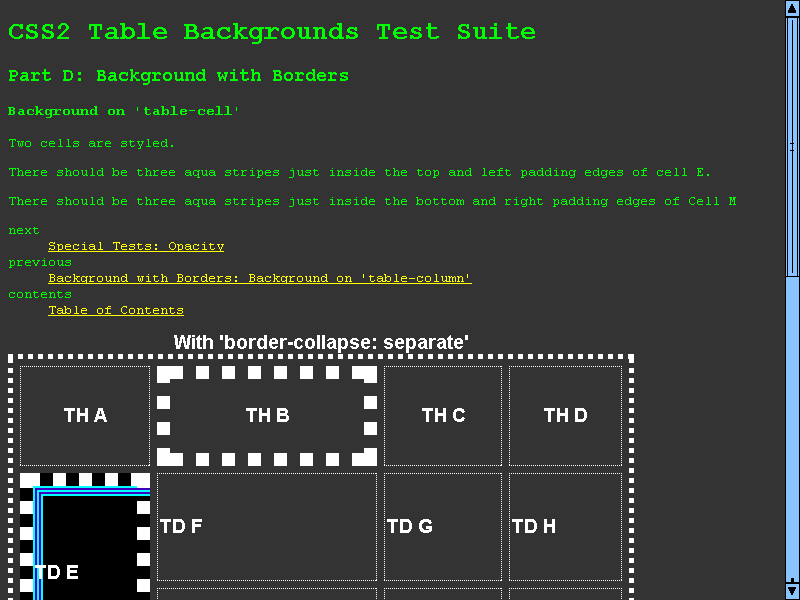 CSS2 Table Backgrounds Test Suite
Part D: Background with Borders
Background on 'table-cell'
Two cells are styled.
There should be three aqua stripes just inside the top and left padding edges of cell E.
There should be three aqua stripes just inside the bottom and right padding edges of Cell M
next
Special Tests: Opacity
previous
Background with Borders: Background on 'table-column'
contents
Table of Contents
With 'border-collapse: separate'
TH A TH B TH C TH D
TD F TD G TD H
TD E